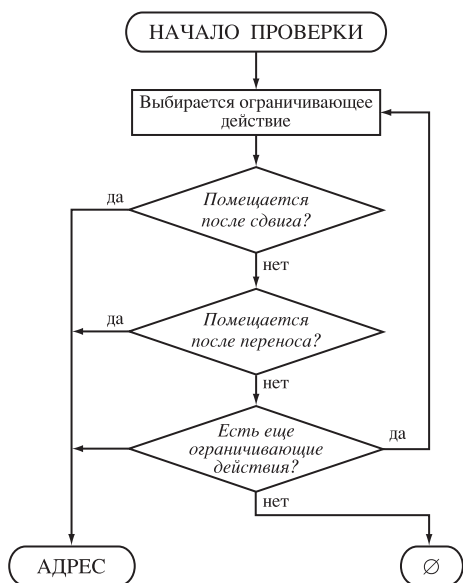 НАЧАЛО ПРОВЕРКИ
Выбирается ограничивающее
действие
да
Помещается
после сдвига?
нет
да
Помещается
после переноса?
нет
Есть еще
ограничивающие
действия?
да
нет
АДРЕС
∅